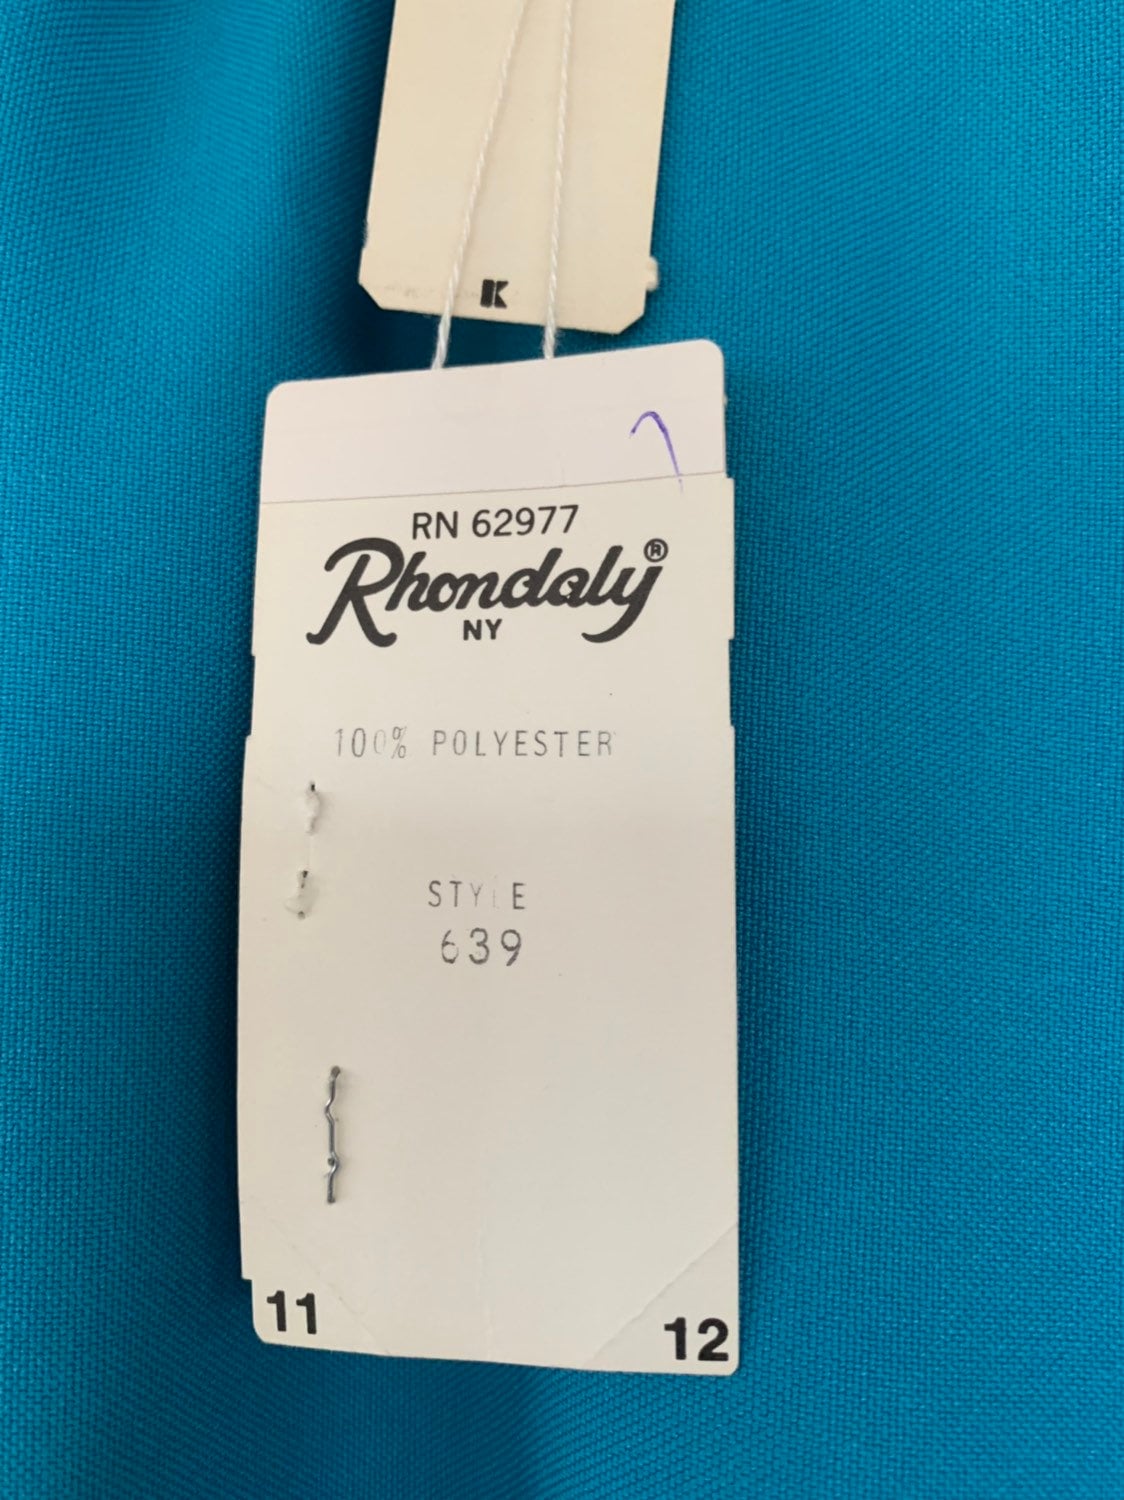 K
RN 62977
Rhondaly®
NY
100% POLYESTER
STYLE
639
11
12